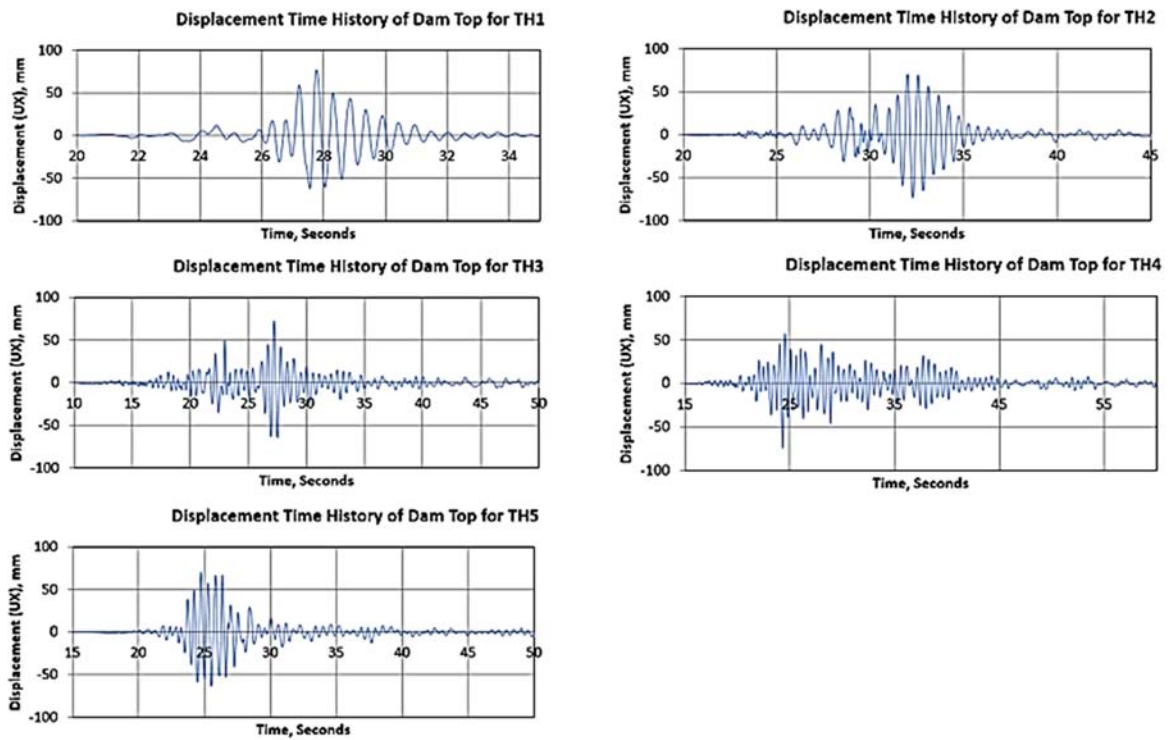 Displacement Time History of Dam Top for TH1
Displacement (UX), mm
100
50
0
-50
-100
20 22 24 26 28 30 32 34
Time, Seconds
Displacement Time History of Dam Top for TH2
Displacement (UX), mm
100
50
0
-50
-100
20 25 30 35 40 45
Time, Seconds
Displacement Time History of Dam Top for TH3
Displacement (UX), mm
100
50
0
-50
-100
10 15 20 25 30 35 40 45 50
Time, Seconds
Displacement Time History of Dam Top for TH4
Displacement (UX), mm
100
50
0
-50
-100
15 25 35 45 55
Time, Seconds
Displacement Time History of Dam Top for TH5
Displacement (UX), mm
100
50
0
-50
-100
15 20 25 30 35 40 45 50
Time, Seconds